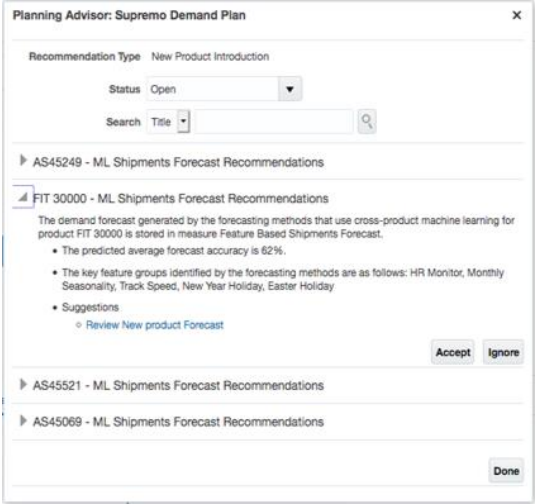 Planning Advisor: Supremo Demand Plan
Recommendation Type New Product Introduction
Status Open
Search Title
AS45249 - ML Shipments Forecast Recommendations
FIT 30000 - ML Shipments Forecast Recommendations
The demand forecast generated by the forecasting methods that use cross-product machine learning for
product FIT 30000 is stored in measure Feature Based Shipments Forecast.
• The predicted average forecast accuracy is 62%.
• The key feature groups identified by the forecasting methods are as follows: HR Monitor, Monthly
Seasonality, Track Speed, New Year Holiday, Easter Holiday
• Suggestions
○ Review New product Forecast
Accept Ignore
AS45521 - ML Shipments Forecast Recommendations
AS45069 - ML Shipments Forecast Recommendations
Done